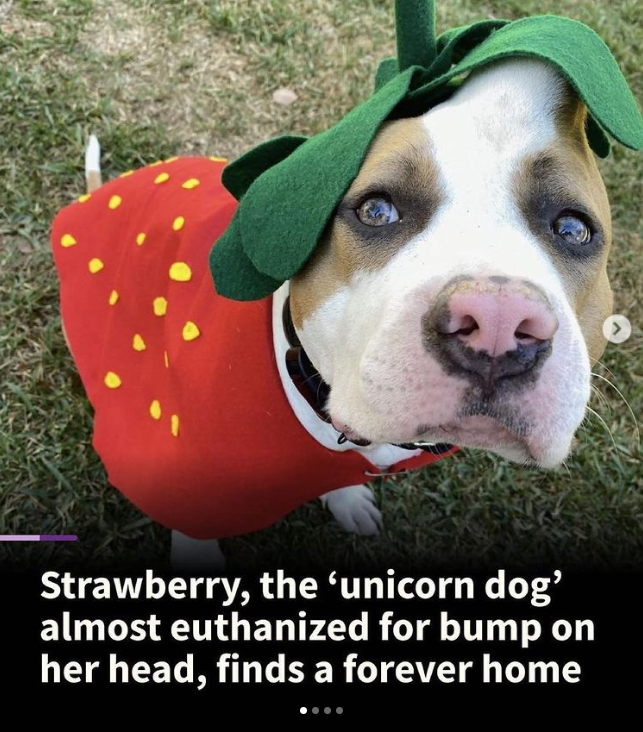 Strawberry, the ‘unicorn dog’
almost euthanized for bump on
her head, finds a forever home